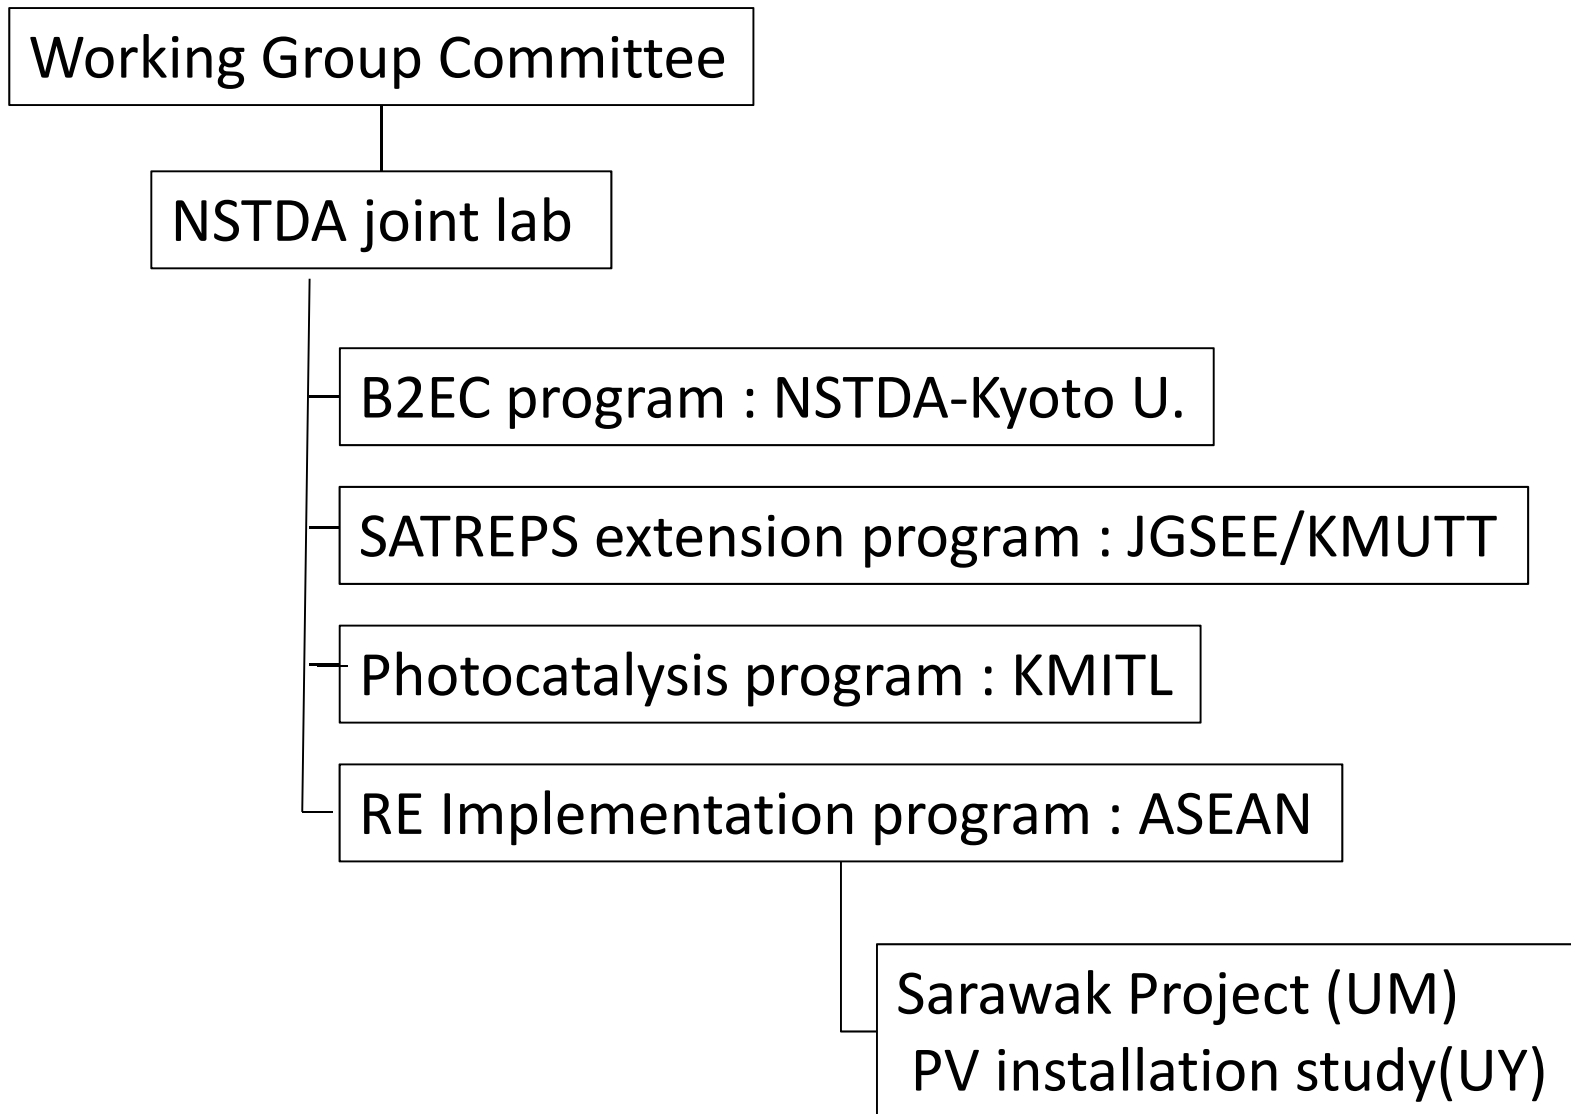 Working Group Committee
NSTDA joint lab
B2EC program : NSTDA-Kyoto U.
SATREPS extension program : JGSEE/KMUTT
Photocatalysis program : KMITL
RE Implementation program : ASEAN
Sarawak Project (UM)
PV installation study(UY)